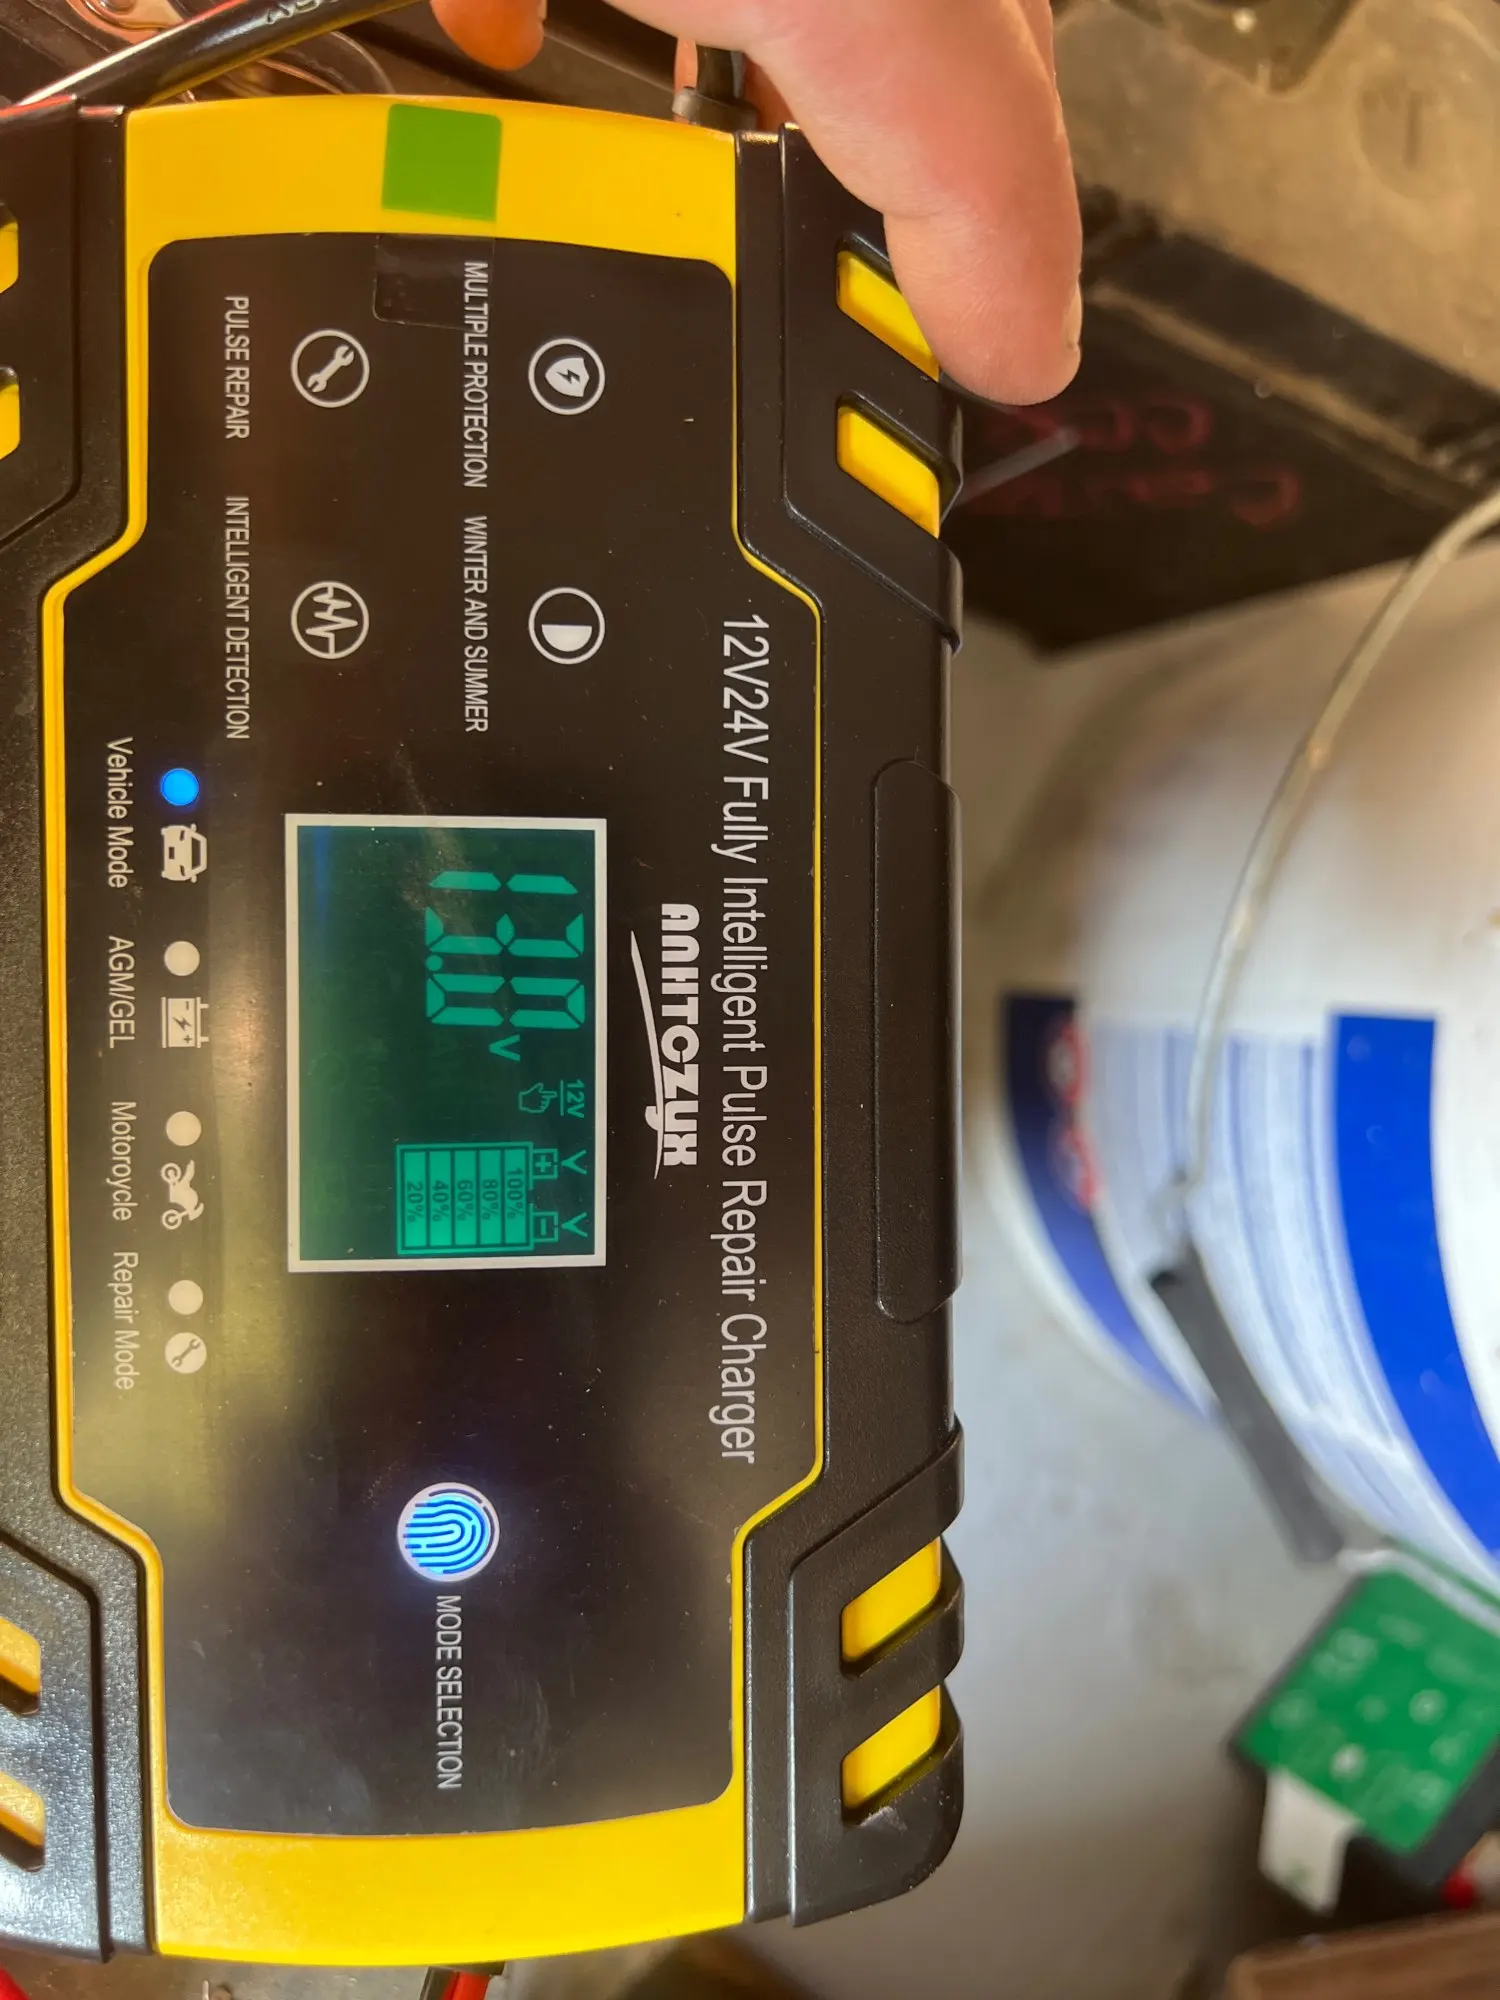 12V24V Fully Intelligent Pulse Repair Charger
ANHTCZYX
MULTIPLE PROTECTION
WINTER AND SUMMER
PULSE REPAIR
INTELLIGENT DETECTION
13.0 V
12V
100%
80%
60%
40%
20%
MODE SELECTION
Vehicle Mode
AGM/GEL
Motorcycle
Repair Mode